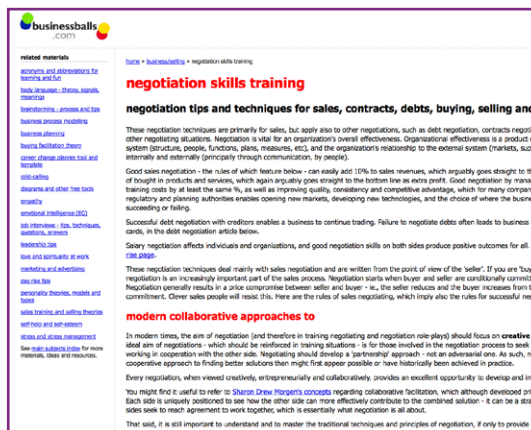 businessballs
.com
related materials
acronyms and abbreviations for
learning and fun
body language - theory, signals,
meanings
brainstorming - process and tips
business process modelling
business planning
buying facilitation theory
career change planner tool and
template
cold-calling
diagrams and other free tools
empathy
emotional intelligence (EQ)
job interviews - tips, techniques,
questions, answers
leadership tips
love and spirituality at work
marketing and advertising
pay rise tips
personality theories, models and
types
sales training and selling theories
self-help and self-esteem
stress and stress management
See main subjects index for more
materials, ideas and resources.
home » business/selling » negotiation skills training
negotiation skills training
negotiation tips and techniques for sales, contracts, debts, buying, selling and
These negotiation techniques are primarily for sales, but apply also to other negotiations, such as debt negotiation, contracts negoti
other negotiating situations. Negotiation is vital for an organization's overall effectiveness. Organizational effectiveness is a product o
system (structure, people, functions, plans, measures, etc), and the organization's relationship to the external system (markets, sup
internally and externally (principally through communication, by people).
Good sales negotiation - the rules of which feature below - can easily add 10% to sales revenues, which arguably goes straight to th
of bought in products and services, which again arguably goes straight to the bottom line as extra profit. Good negotiation by manag
training costs by at least the same %, as well as improving quality, consistency and competitive advantage, which for many compan
regulatory and planning authorities enables opening new markets, developing new technologies, and the choice of where the busine
succeeding or failing.
Successful debt negotiation with creditors enables a business to continue trading. Failure to negotiate debts often leads to business
cards, in the debt negotiation article below.
Salary negotiation affects individuals and organizations, and good negotiation skills on both sides produce positive outcomes for all.
rise page.
These negotiation techniques deal mainly with sales negotiation and are written from the point of view of the 'seller'. If you are 'buy
negotiation is an increasingly important part of the sales process. Negotiation starts when buyer and seller are conditionally committ
Negotiation generally results in a price compromise between seller and buyer - ie., the seller reduces and the buyer increases from t
commitment. Clever sales people will resist this. Here are the rules of sales negotiating, which imply also the rules for successful ne
modern collaborative approaches to
In modern times, the aim of negotiation (and therefore in training negotiating and negotiation role-plays) should focus on creative
ideal aim of negotiations - which should be reinforced in training situations - is for those involved in the negotiation process to seek
working in cooperation with the other side. Negotiating should develop a 'partnership' approach - not an adversarial one. As such, n
cooperative approach to finding better solutions than might first appear possible or have historically been achieved in practice.
Every negotiation, when viewed creatively, entrepreneurially and collaboratively, provides an excellent opportunity to develop and im
You might find it useful to refer to Sharon Drew Morgen's concepts regarding collaborative facilitation, which although developed pri
Each side is uniquely positioned to see how the other side can more effectively contribute to the combined solution - it can be a stra
sides seek to reach agreement to work together, which is essentially what negotiation is all about.
That said, it is still important to understand and to master the traditional techniques and principles of negotiation, if only to provide